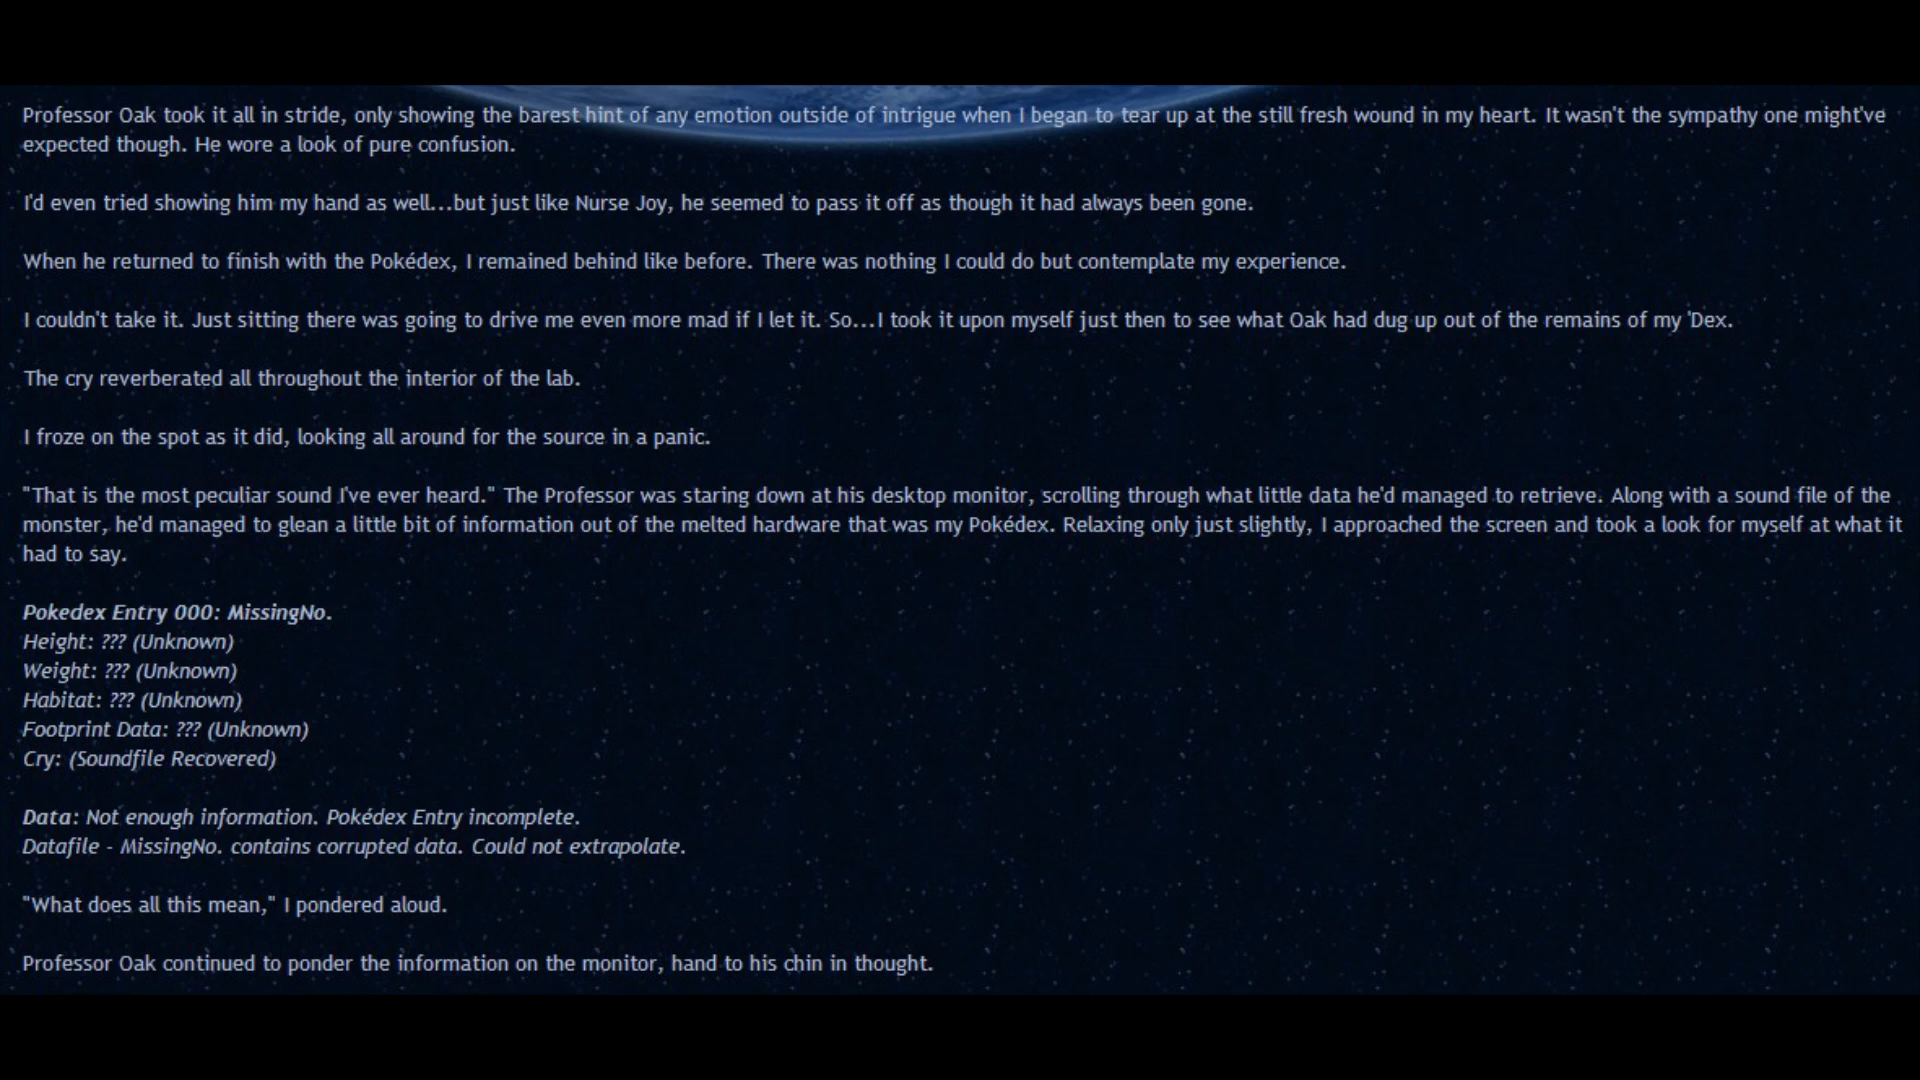 Professor Oak took it all in stride, only showing the barest hint of any emotion outside of intrigue when I began to tear up at the still fresh wound in my heart. It wasn't the sympathy one might've
expected though. He wore a look of pure confusion.
I'd even tried showing him my hand as well...but just like Nurse Joy, he seemed to pass it off as though it had always been gone.
When he returned to finish with the Pokédex, I remained behind like before. There was nothing I could do but contemplate my experience.
I couldn't take it. Just sitting there was going to drive me even more mad if I let it. So...I took it upon myself just then to see what Oak had dug up out of the remains of my 'Dex.
The cry reverberated all throughout the interior of the lab.
I froze on the spot as it did, looking all around for the source in a panic.
"That is the most peculiar sound I've ever heard." The Professor was staring down at his desktop monitor, scrolling through what little data he'd managed to retrieve. Along with a sound file of the
monster, he'd managed to glean a little bit of information out of the melted hardware that was my Pokédex. Relaxing only just slightly, I approached the screen and took a look for myself at what it
had to say.
Pokedex Entry 000: MissingNo.
Height: ??? (Unknown)
Weight: ??? (Unknown)
Habitat: ??? (Unknown)
Footprint Data: ??? (Unknown)
Cry: (Soundfile Recovered)
Data: Not enough information. Pokédex Entry incomplete.
Datafile - MissingNo. contains corrupted data. Could not extrapolate.
"What does all this mean," I pondered aloud.
Professor Oak continued to ponder the information on the monitor, hand to his chin in thought.